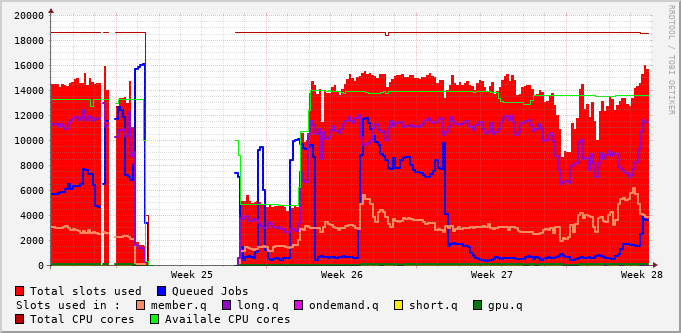 RRDTOOL / TOBI OETIKER
20000
18000
16000
14000
12000
10000
8000
6000
4000
2000
0
Week 25 Week 26 Week 27 Week 28
Total slots used Queued Jobs
Slots used in : member.q long.q ondemand.q short.q gpu.q
Total CPU cores Availale CPU cores